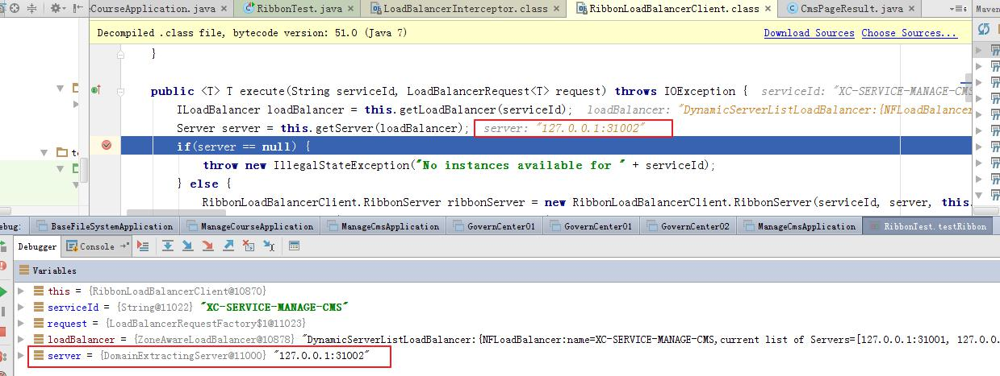 CourseApplication.java × RibbonTest.java × LoadBalancerInterceptor.class × RibbonLoadBalancerClient.class × CmsPageResult.java × Maven
Decompiled .class file, bytecode version: 51.0 (Java 7) Download Sources Choose Sources...
}
public <T> T execute(String serviceId, LoadBalancerRequest<T> request) throws IOException { serviceId: "XC-SERVICE-MANAGE-CMS
ILoadBalancer loadBalancer = this.getLoadBalancer(serviceId); loadBalancer: "DynamicServerListLoadBalancer:{NFLoadBalancer
Server server = this.getServer(loadBalancer); server: "127.0.0.1:31002"
if(server == null) {
throw new IllegalStateException("No instances available for " + serviceId);
} else {
RibbonLoadBalancerClient.RibbonServer ribbonServer = new RibbonLoadBalancerClient.RibbonServer(serviceId, server, this.
ebug: BaseFileSystemApplication ManageCourseApplication ManageCmsApplication GovernCenter01 GovernCenter01 GovernCenter02 ManageCmsApplication RibbonTest.testRibbon
Debugger Console
Variables
this = {RibbonLoadBalancerClient@10870}
serviceId = {String@11022} "XC-SERVICE-MANAGE-CMS"
request = {LoadBalancerRequestFactory$1@11023}
loadBalancer = {ZoneAwareLoadBalancer@10878} "DynamicServerListLoadBalancer:{NFLoadBalancer:name=XC-SERVICE-MANAGE-CMS,current list of Servers=[127.0.0.1:31001, 127.0.
server = {DomainExtractingServer@11000} "127.0.0.1:31002"